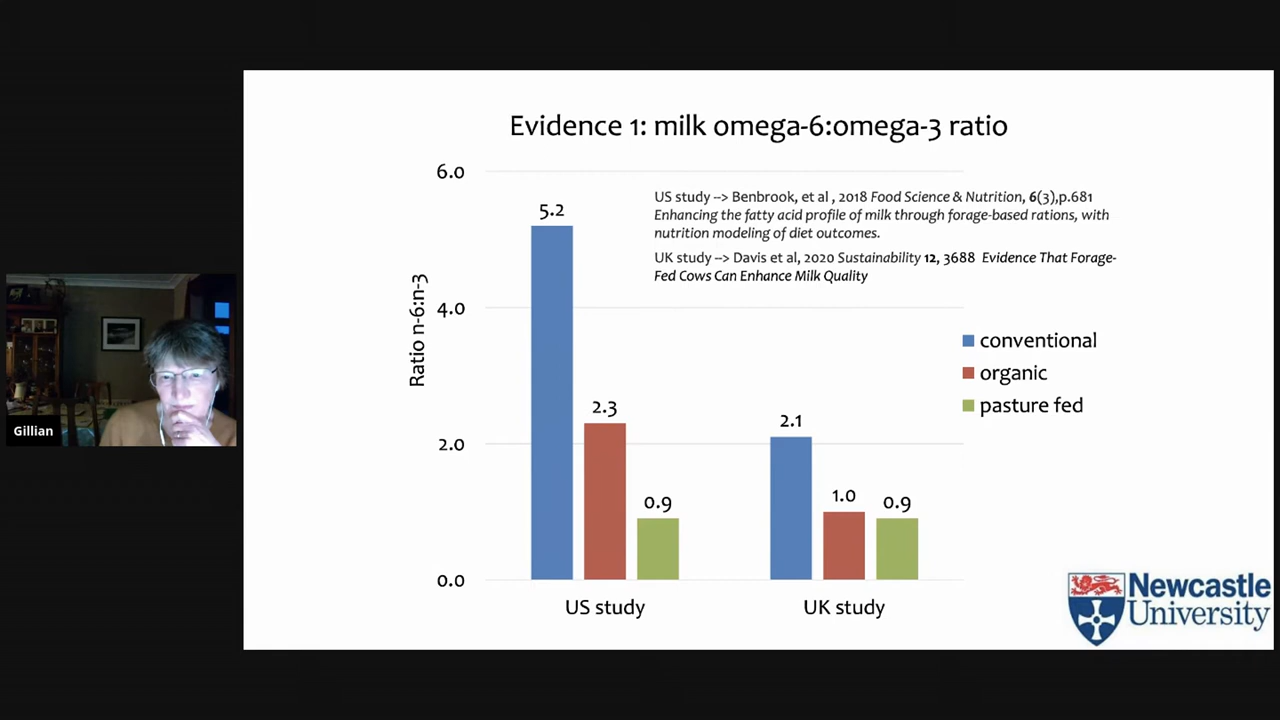 Evidence 1: milk omega-6:omega-3 ratio
6.0
4.0
2.0
0.0
Ratio n-6:n-3
US study --> Benbrook, et al , 2018 Food Science & Nutrition, 6(3),p.681
Enhancing the fatty acid profile of milk through forage-based rations, with
nutrition modeling of diet outcomes.
UK study --> Davis et al, 2020 Sustainability 12, 3688 Evidence That Forage-
Fed Cows Can Enhance Milk Quality
5.2
2.3
0.9
2.1
1.0
0.9
conventional
organic
pasture fed
US study
UK study
Gillian
Newcastle
University